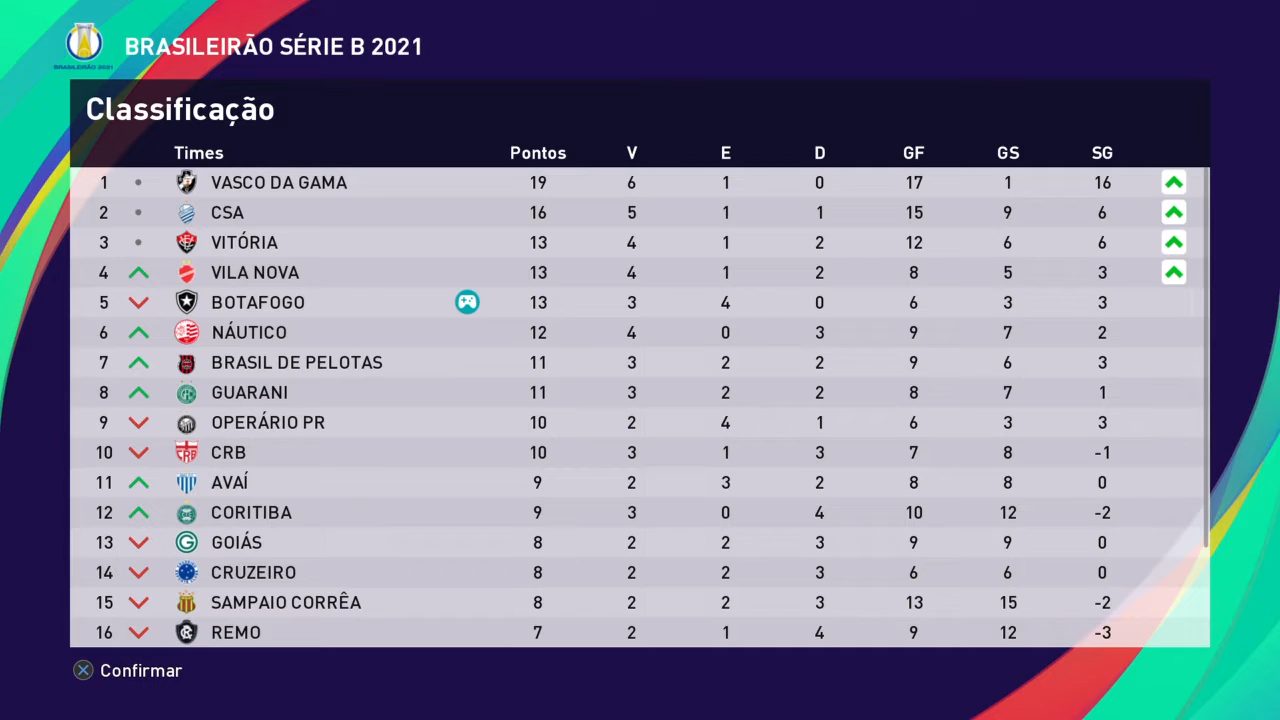 BRASILEIRÃO SÉRIE B 2021
BRASILEIRÃO 2021
Classificação
Times Pontos V E D GF GS SG
1 VASCO DA GAMA 19 6 1 0 17 1 16
2 CSA 16 5 1 1 15 9 6
3 VITÓRIA 13 4 1 2 12 6 6
4 VILA NOVA 13 4 1 2 8 5 3
5 BOTAFOGO 13 3 4 0 6 3 3
6 NÁUTICO 12 4 0 3 9 7 2
7 BRASIL DE PELOTAS 11 3 2 2 9 6 3
8 GUARANI 11 3 2 2 8 7 1
9 OPERÁRIO PR 10 2 4 1 6 3 3
10 CRB 10 3 1 3 7 8 -1
11 AVAÍ 9 2 3 2 8 8 0
12 CORITIBA 9 3 0 4 10 12 -2
13 GOIÁS 8 2 2 3 9 9 0
14 CRUZEIRO 8 2 2 3 6 6 0
15 SAMPAIO CORRÊA 8 2 2 3 13 15 -2
16 REMO 7 2 1 4 9 12 -3
Confirmar